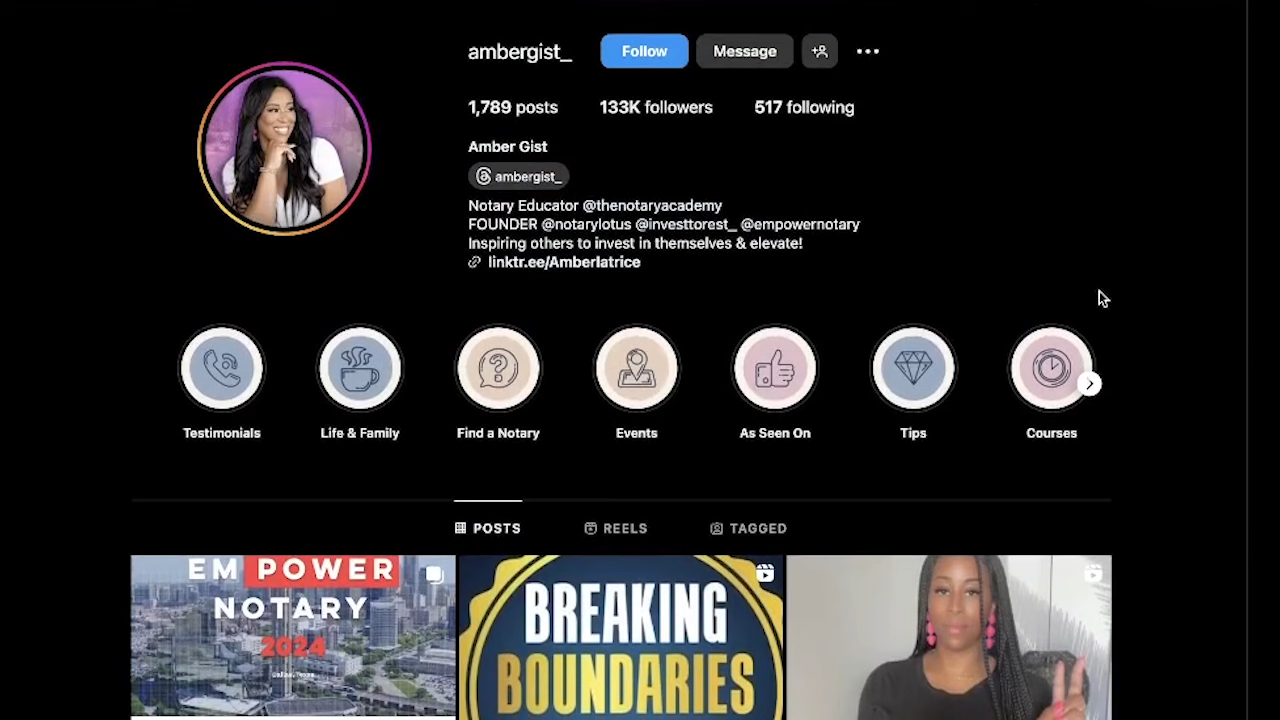 ambergist_ Follow Message
1,789 posts 133K followers 517 following
Amber Gist
ambergist_
Notary Educator @thenotaryacademy
FOUNDER @notarylotus @investtorest_ @empowernotary
Inspiring others to invest in themselves & elevate!
linktr.ee/Amberlatrice
Testimonials Life & Family Find a Notary Events As Seen On Tips Courses
POSTS REELS TAGGED
EMPOWER
NOTARY
2024
BREAKING
BOUNDARIES